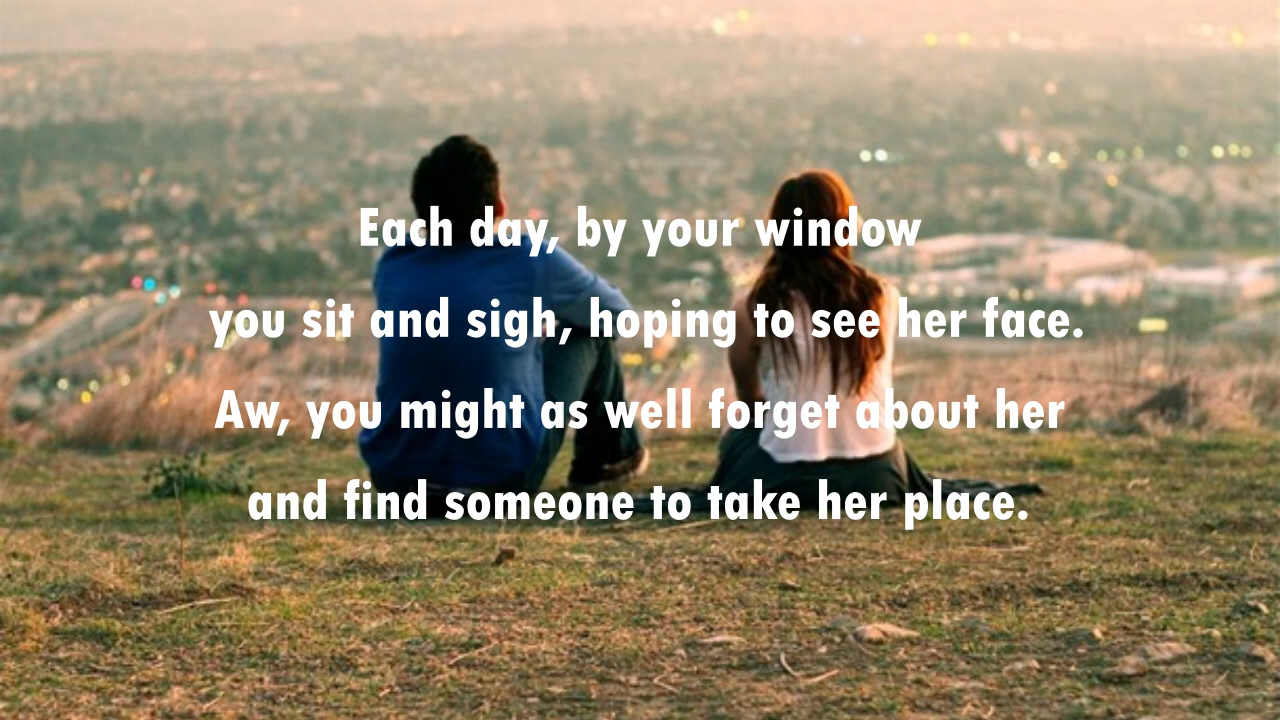 Each day, by your window
you sit and sigh, hoping to see her face.
Aw, you might as well forget about her
and find someone to take her place.